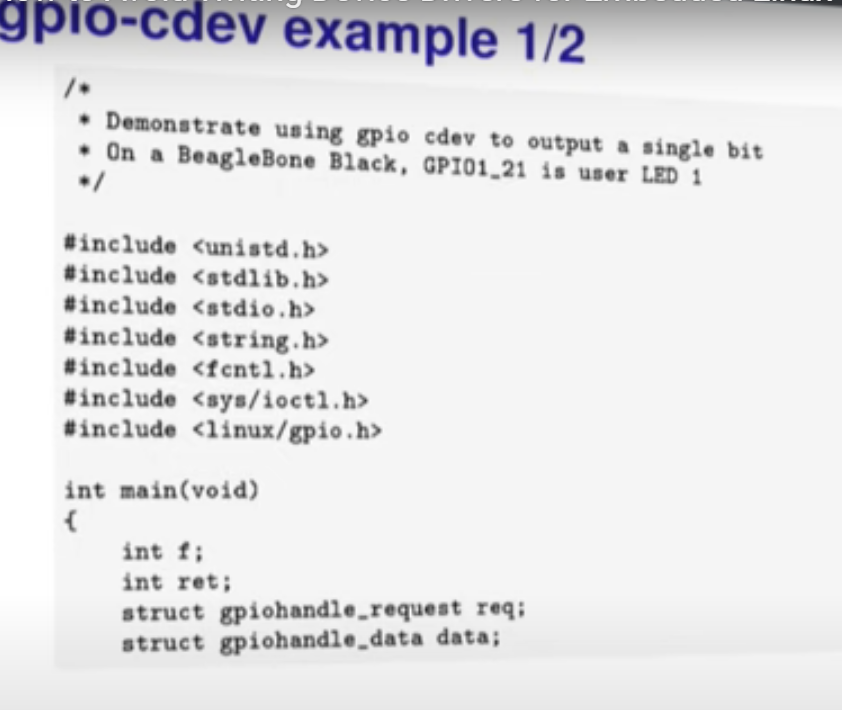 gpio-cdev example 1/2
/*
 * Demonstrate using gpio cdev to output a single bit
 * On a BeagleBone Black, GPIO1_21 is user LED 1
 */
#include <unistd.h>
#include <stdlib.h>
#include <stdio.h>
#include <string.h>
#include <fcntl.h>
#include <sys/ioctl.h>
#include <linux/gpio.h>
int main(void)
{
    int f;
    int ret;
    struct gpiohandle_request req;
    struct gpiohandle_data data;